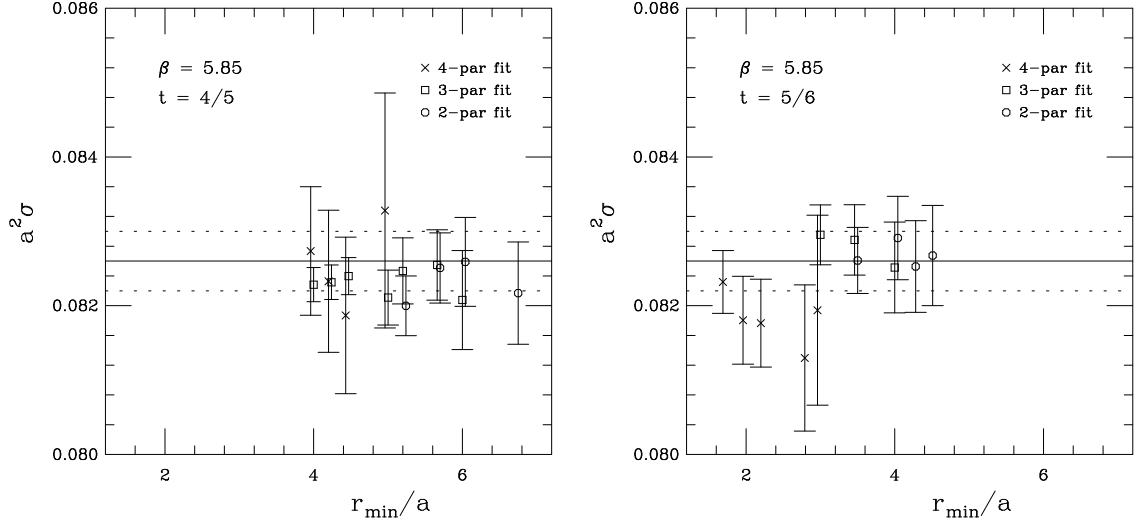 0.086
β = 5.85
t = 4/5
× 4-par fit
□ 3-par fit
○ 2-par fit
0.084
a²σ
0.082
0.080
2 4 6
r_min/a
0.086
β = 5.85
t = 5/6
× 4-par fit
□ 3-par fit
○ 2-par fit
0.084
a²σ
0.082
0.080
2 4 6
r_min/a